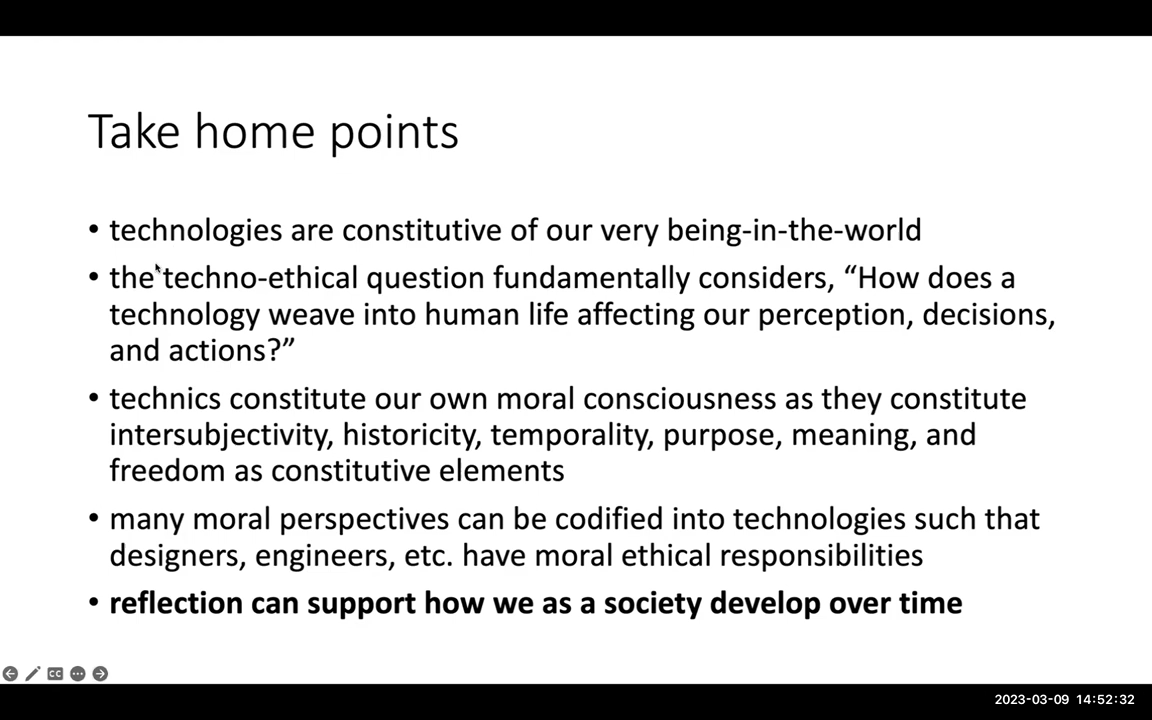 Take home points
• technologies are constitutive of our very being-in-the-world
• the techno-ethical question fundamentally considers, “How does a
technology weave into human life affecting our perception, decisions,
and actions?”
• technics constitute our own moral consciousness as they constitute
intersubjectivity, historicity, temporality, purpose, meaning, and
freedom as constitutive elements
• many moral perspectives can be codified into technologies such that
designers, engineers, etc. have moral ethical responsibilities
• reflection can support how we as a society develop over time
CC
2023-03-09 14:52:32